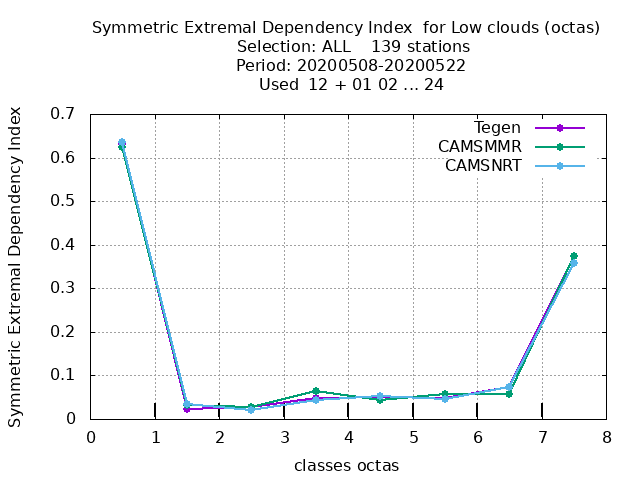 Symmetric Extremal Dependency Index  for Low clouds (octas)
Selection: ALL    139 stations
Period: 20200508-20200522
Used  12 + 01 02 ... 24
Symmetric Extremal Dependency Index
0.7
0.6
0.5
0.4
0.3
0.2
0.1
0
Tegen
CAMSMMR
CAMSNRT
0 1 2 3 4 5 6 7 8
classes octas